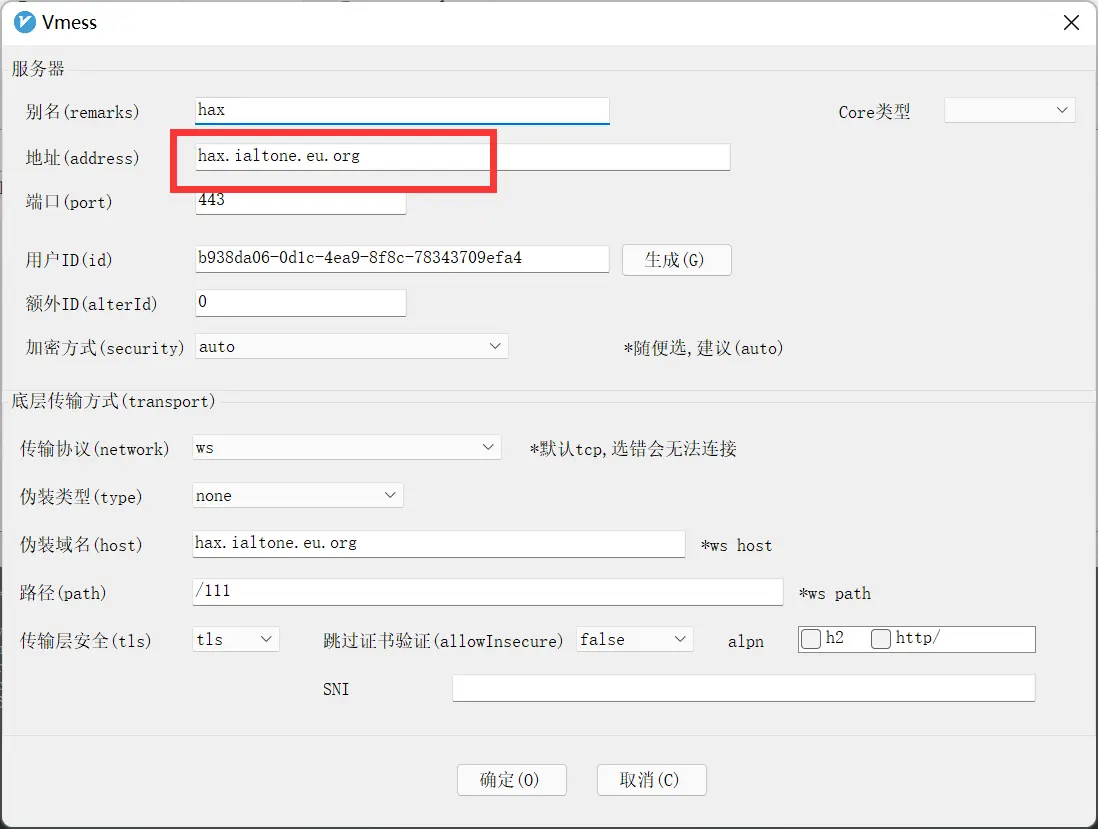 Vmess
服务器
别名(remarks) hax Core类型
地址(address) hax.ialtone.eu.org
端口(port) 443
用户ID(id) b938da06-0d1c-4ea9-8f8c-78343709efa4 生成(G)
额外ID(alterId) 0
加密方式(security) auto *随便选,建议(auto)
底层传输方式(transport)
传输协议(network) ws *默认tcp,选错会无法连接
伪装类型(type) none
伪装域名(host) hax.ialtone.eu.org *ws host
路径(path) /111 *ws path
传输层安全(tls) tls 跳过证书验证(allowInsecure) false alpn h2 http/
SNI
确定(O) 取消(C)